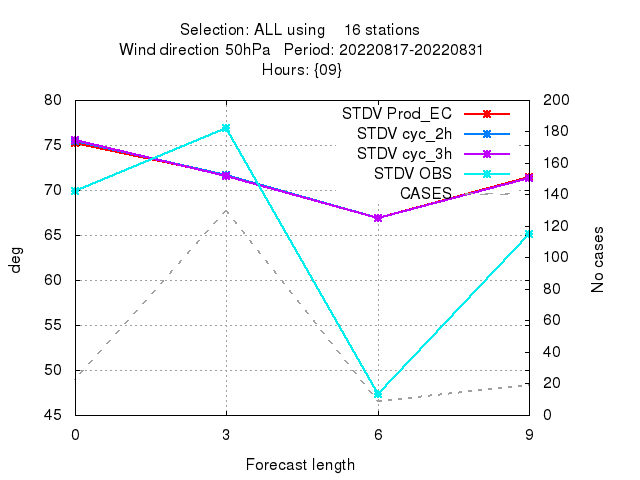 Selection: ALL using    16 stations
Wind direction 50hPa   Period: 20220817-20220831
Hours: {09}
80
75
70
65
60
55
50
45
200
180
160
140
120
100
80
60
40
20
0
STDV Prod_EC
STDV cyc_2h
STDV cyc_3h
STDV OBS
CASES
deg
No cases
0 3 6 9
Forecast length